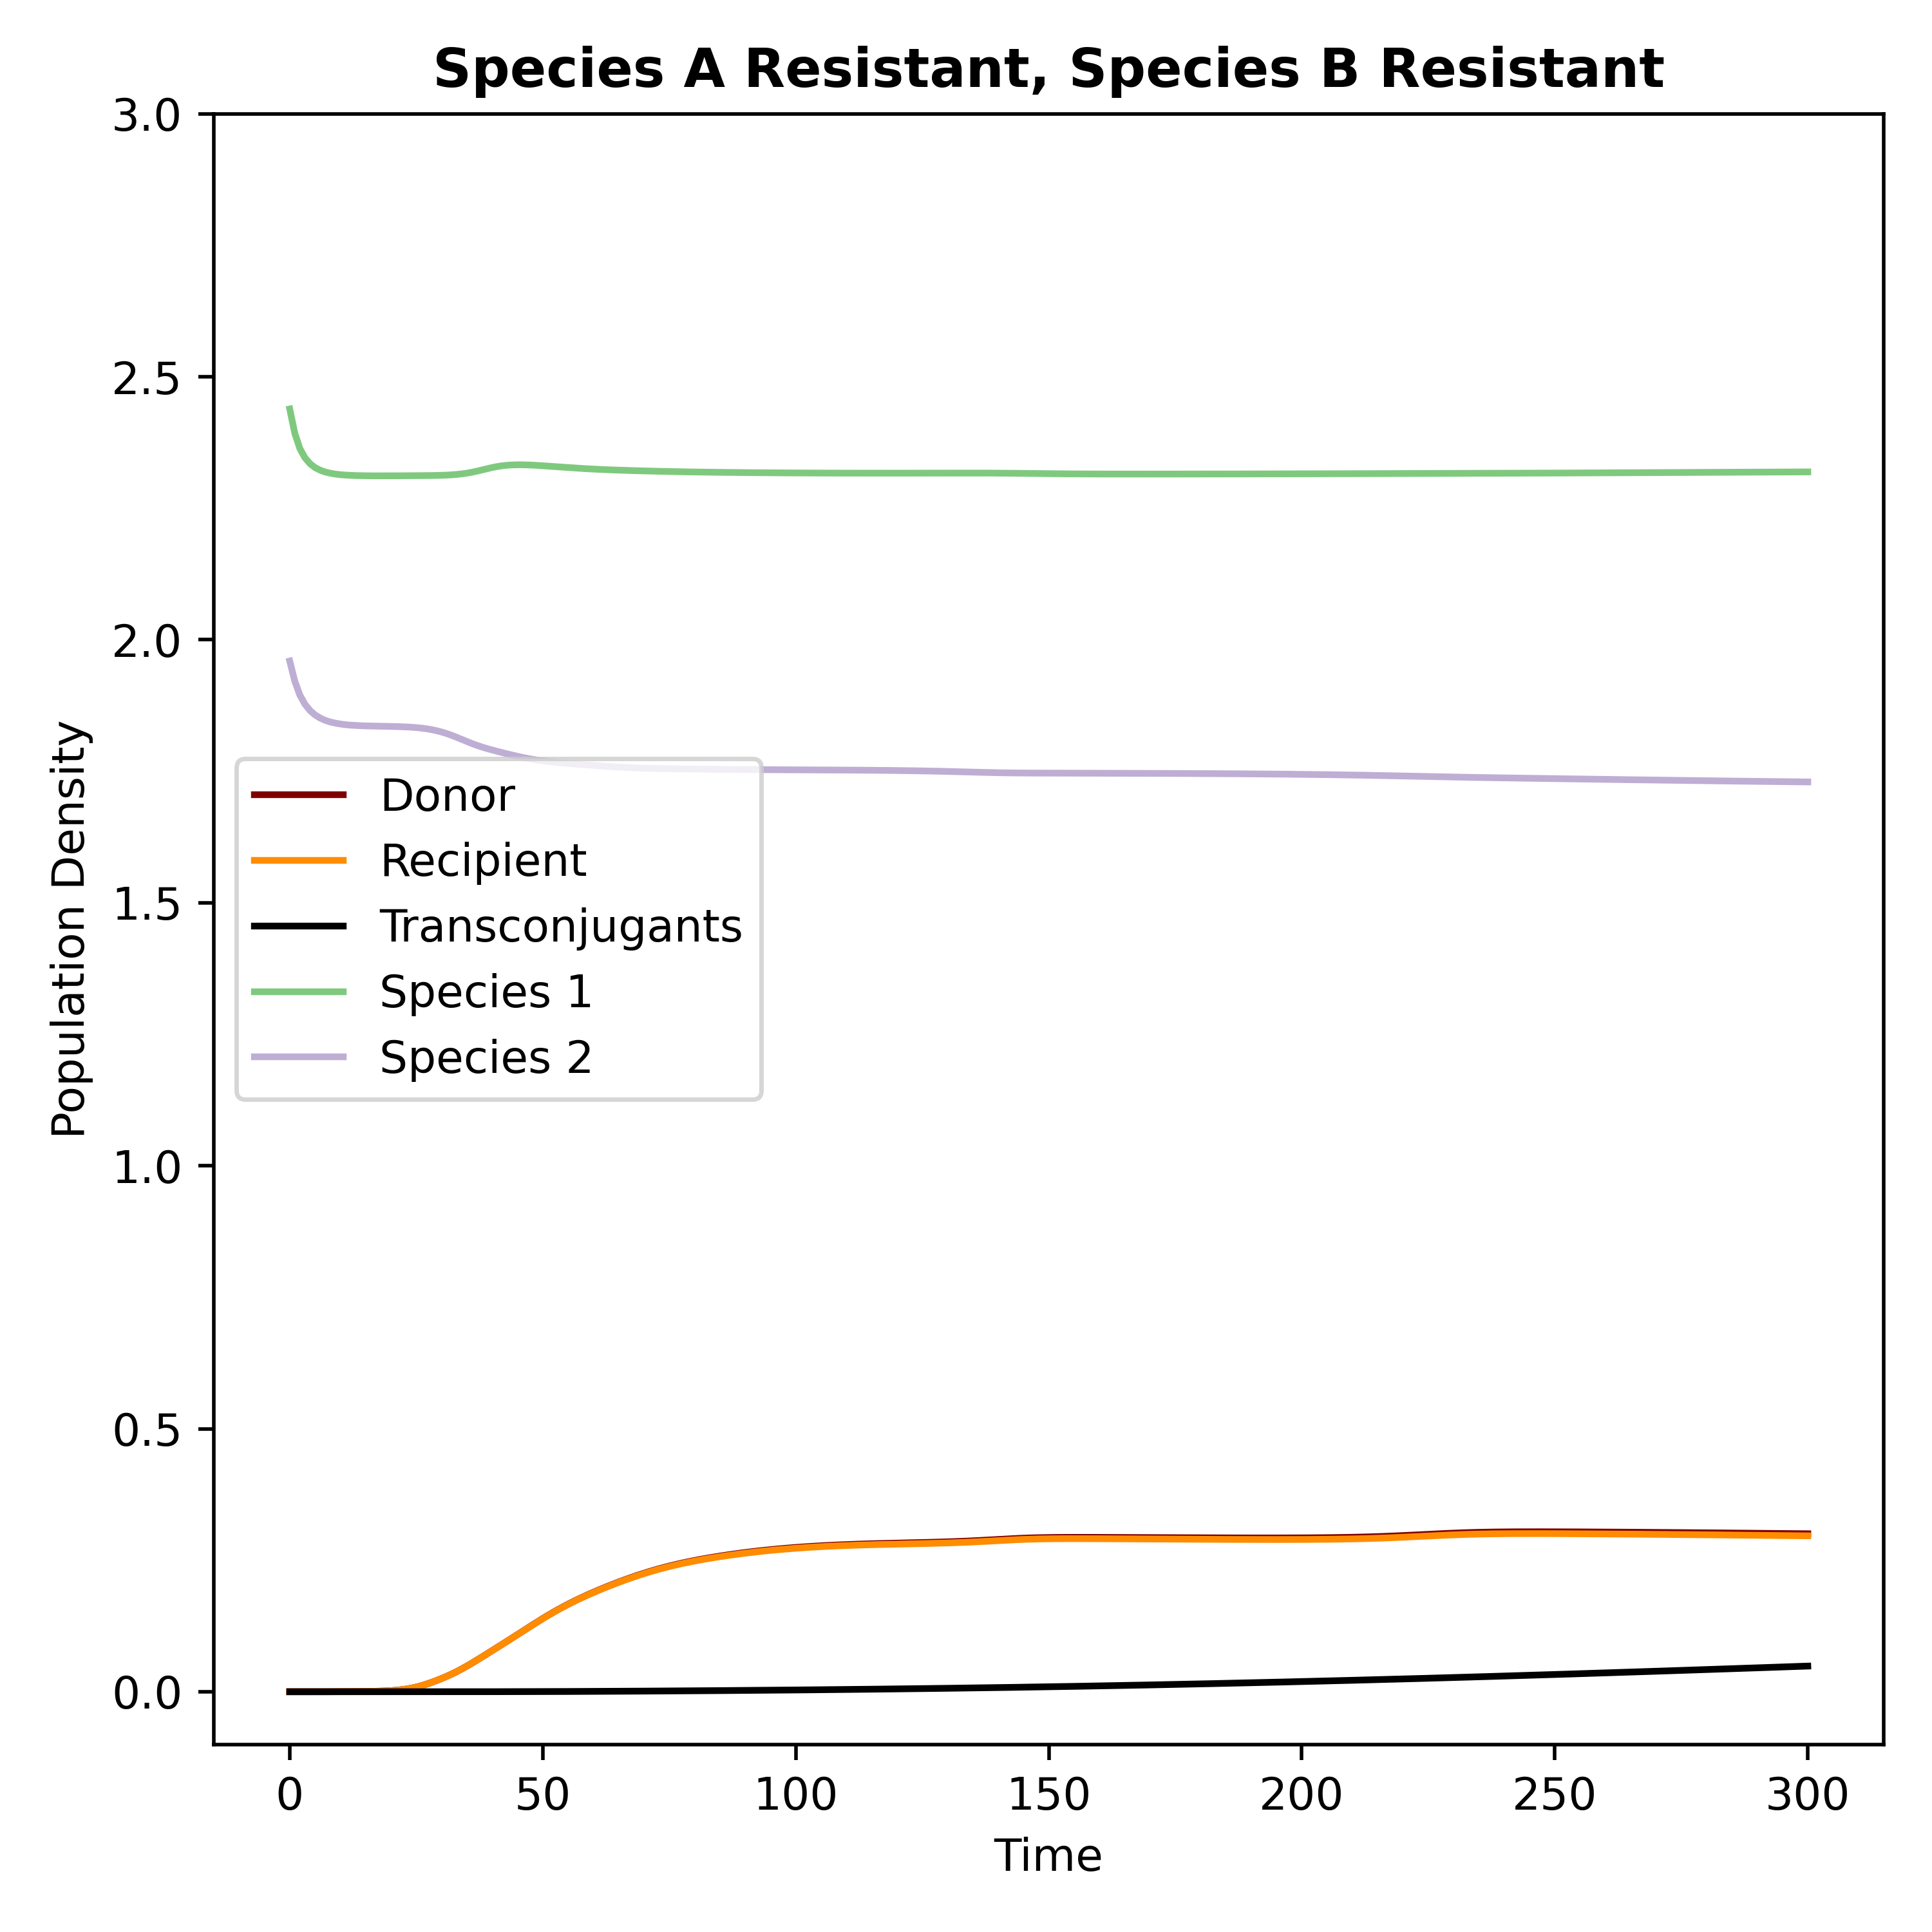 Species A Resistant, Species B Resistant
3.0
2.5
2.0
1.5
1.0
0.5
0.0
Population Density
Donor
Recipient
Transconjugants
Species 1
Species 2
0 50 100 150 200 250 300
Time